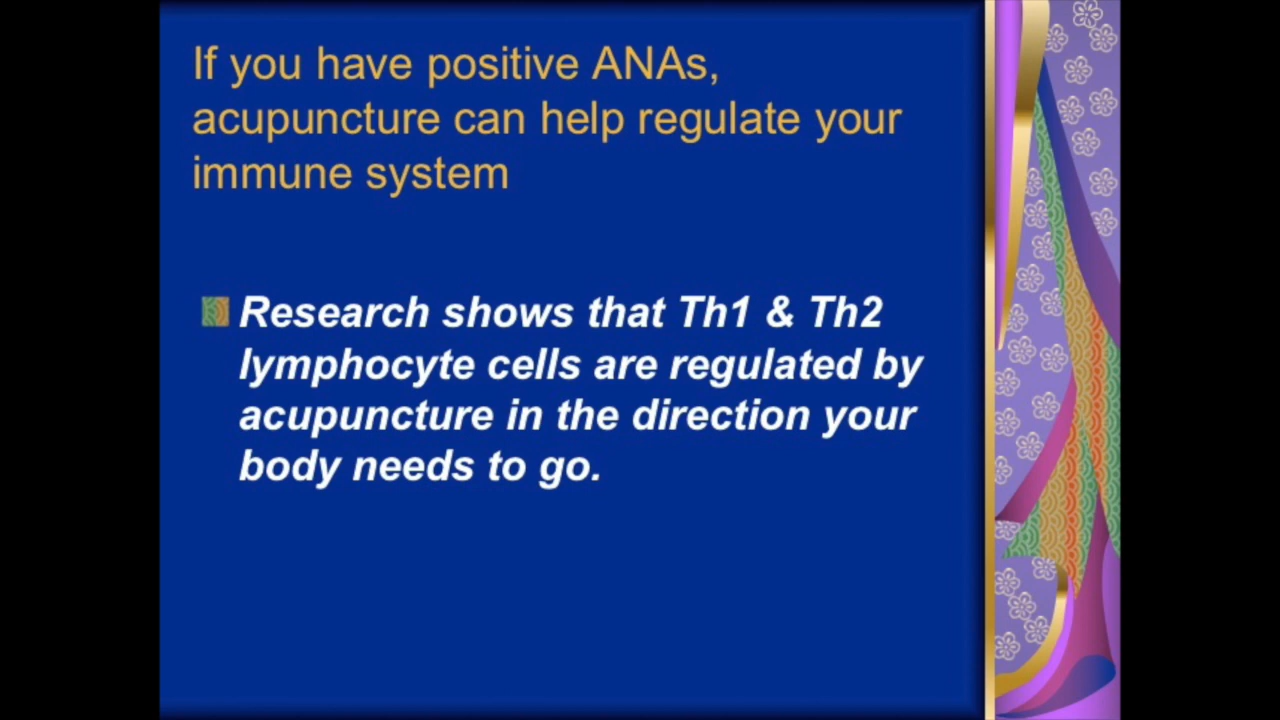 If you have positive ANAs,
acupuncture can help regulate your
immune system
Research shows that Th1 & Th2
lymphocyte cells are regulated by
acupuncture in the direction your
body needs to go.